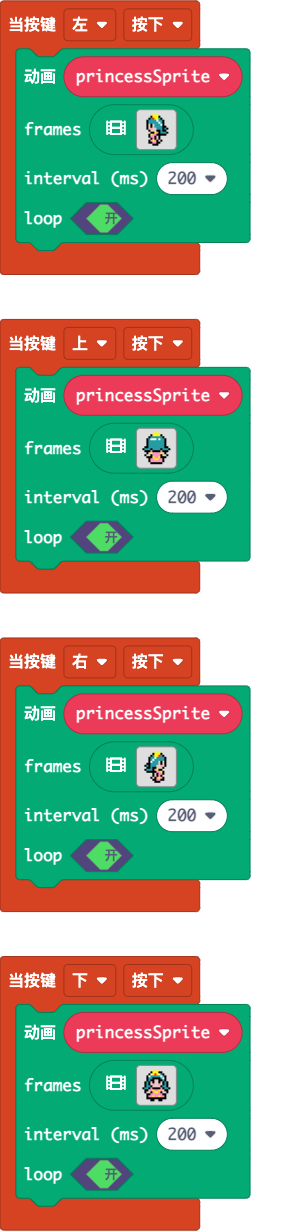 当按键 左 按下
动画 princessSprite
frames
interval (ms) 200
loop 开
当按键 上 按下
动画 princessSprite
frames
interval (ms) 200
loop 开
当按键 右 按下
动画 princessSprite
frames
interval (ms) 200
loop 开
当按键 下 按下
动画 princessSprite
frames
interval (ms) 200
loop 开